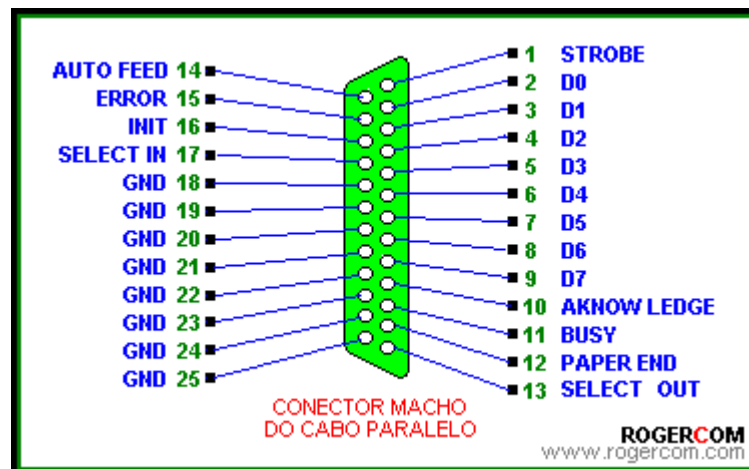 AUTO FEED 14
ERROR 15
INIT 16
SELECT IN 17
GND 18
GND 19
GND 20
GND 21
GND 22
GND 23
GND 24
GND 25
1 STROBE
2 D0
3 D1
4 D2
5 D3
6 D4
7 D5
8 D6
9 D7
10 AKNOW LEDGE
11 BUSY
12 PAPER END
13 SELECT OUT
CONECTOR MACHO
DO CABO PARALELO
ROGERCOM
www.rogercom.com